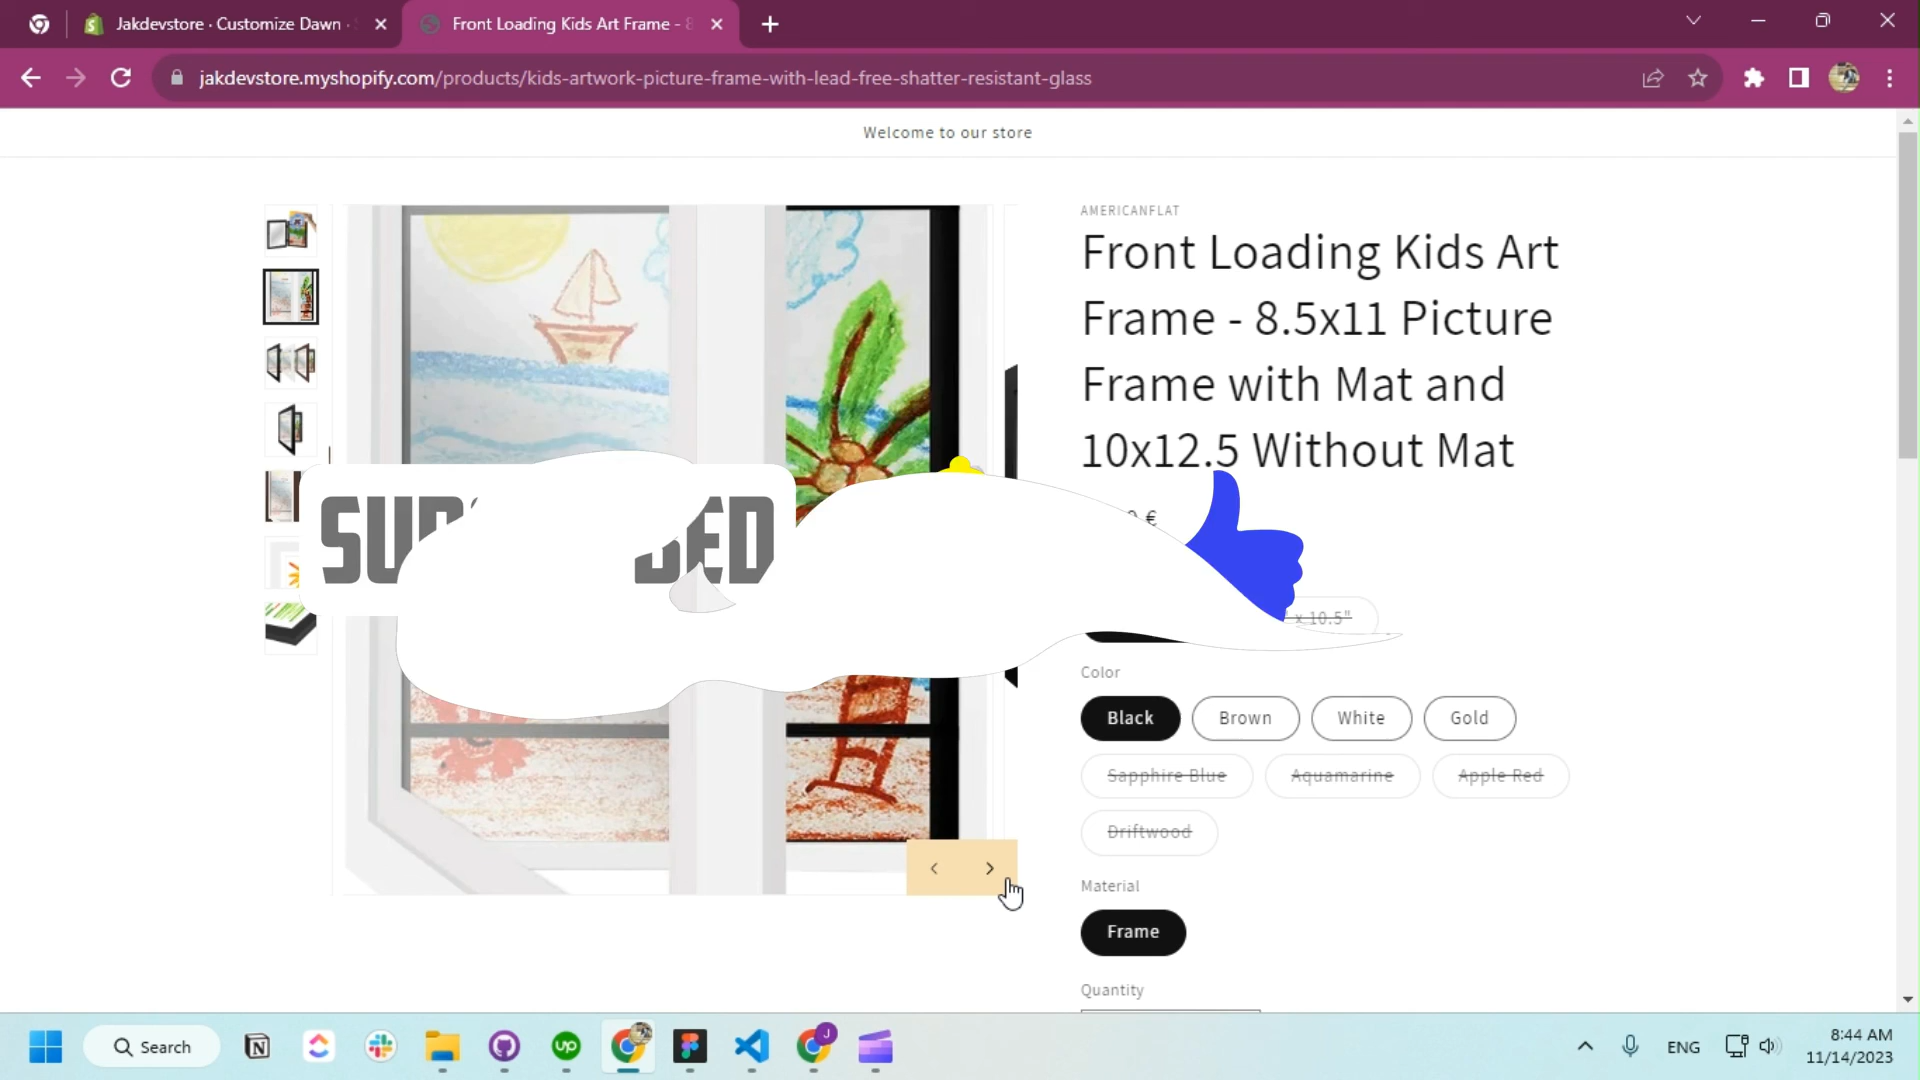 Jakdevstore · Customize Dawn ·
Front Loading Kids Art Frame - 8
jakdevstore.myshopify.com/products/kids-artwork-picture-frame-with-lead-free-shatter-resistant-glass
Welcome to our store
AMERICANFLAT
Front Loading Kids Art
Frame - 8.5x11 Picture
Frame with Mat and
10x12.5 Without Mat
€
x 10.5"
Color
Black
Brown
White
Gold
Sapphire Blue
Aquamarine
Apple Red
Driftwood
Material
Frame
Quantity
Search
ENG
8:44 AM
11/14/2023